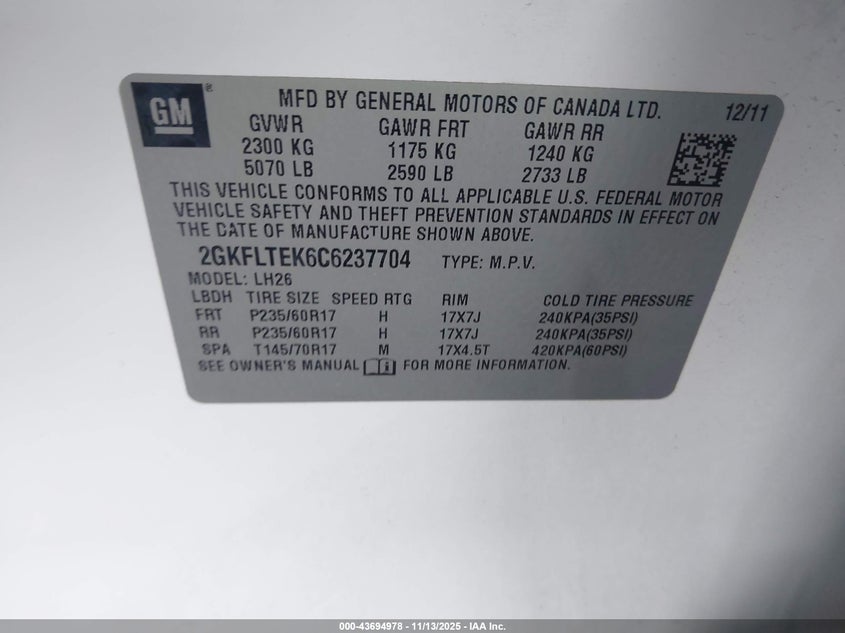 GM ®
MFD BY GENERAL MOTORS OF CANADA LTD. 12/11
GVWR GAWR FRT GAWR RR
2300 KG 1175 KG 1240 KG
5070 LB 2590 LB 2733 LB
THIS VEHICLE CONFORMS TO ALL APPLICABLE U.S. FEDERAL MOTOR
VEHICLE SAFETY AND THEFT PREVENTION STANDARDS IN EFFECT ON
THE DATE OF MANUFACTURE SHOWN ABOVE.
2GKFLTEK6C6237704 TYPE: M.P.V.
MODEL: LH26
LBDH TIRE SIZE SPEED RTG RIM COLD TIRE PRESSURE
FRT P235/60R17 H 17X7J 240KPA(35PSI)
RR P235/60R17 H 17X7J 240KPA(35PSI)
SPA T145/70R17 M 17X4.5T 420KPA(60PSI)
SEE OWNER'S MANUAL i FOR MORE INFORMATION.
000-43694978 - 11/13/2025 - IAA Inc.